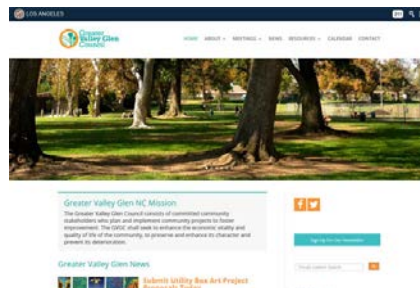 LOS ANGELES
Greater
Valley Glen
Council
HOME ABOUT MEETINGS NEWS RESOURCES CALENDAR CONTACT
Greater Valley Glen NC Mission
The Greater Valley Glen Council consists of committed community
stakeholders who plan and implement community projects to foster
improvement. The GVGC shall seek to enhance the economic vitality and
quality of life of the community, to preserve and enhance its character and
prevent its deterioration.
Sign Up For Our Newsletter
Greater Valley Glen News
Submit Utility Box Art Project
Proposals Today